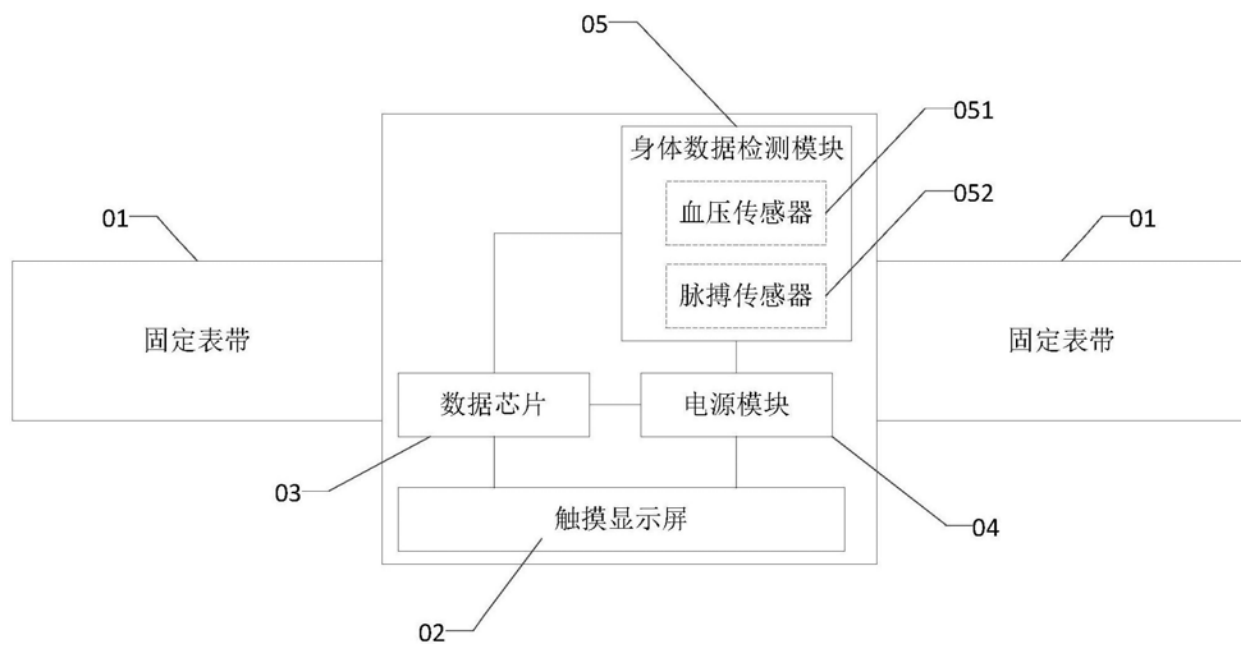 05
051
身体数据检测模块
血压传感器
052
01
01
脉搏传感器
固定表带
固定表带
数据芯片
电源模块
03
触摸显示屏
04
02